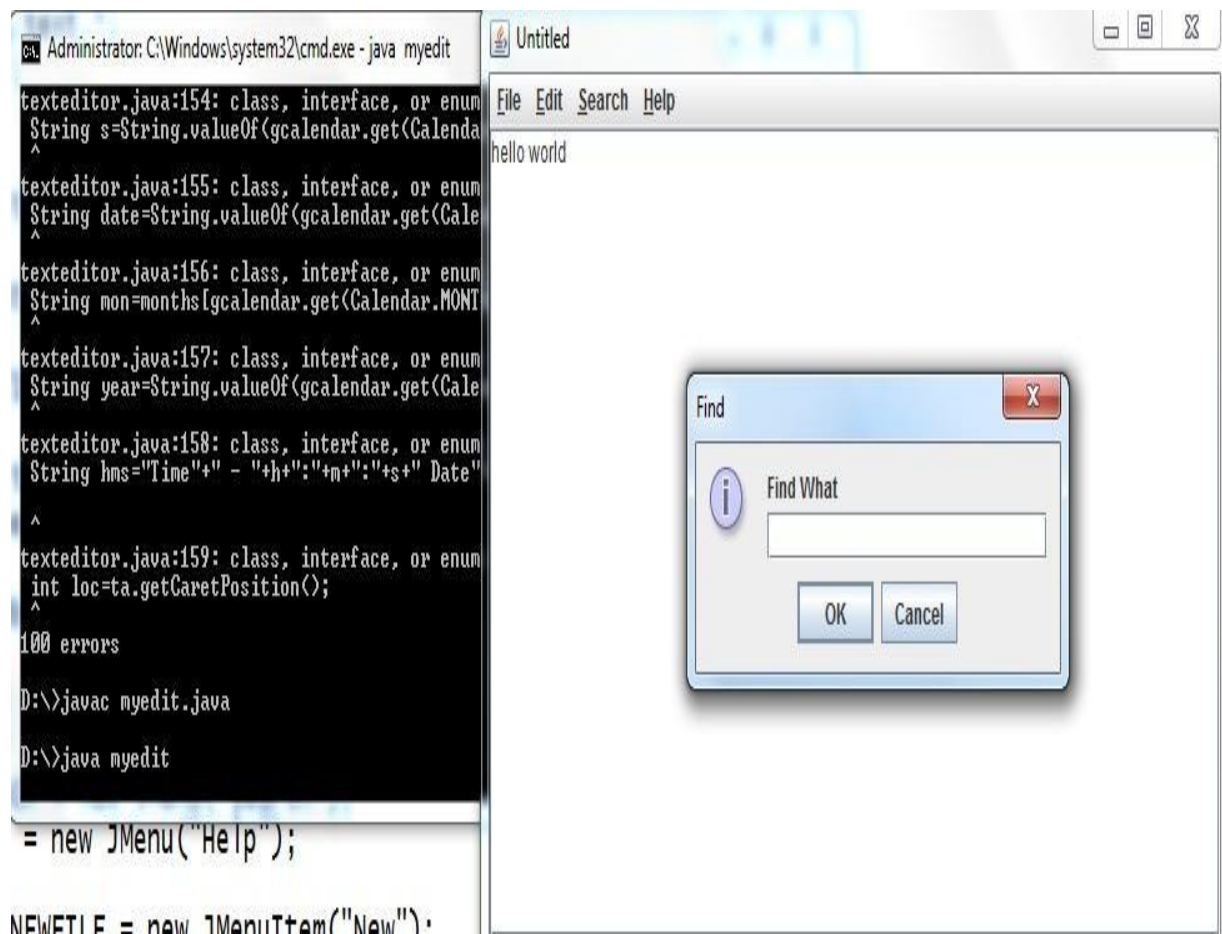 Administrator: C:\Windows\system32\cmd.exe - java myedit
texteditor.java:154: class, interface, or enum
String s=String.valueOf(gcalendar.get(Calenda
^
texteditor.java:155: class, interface, or enum
String date=String.valueOf(gcalendar.get(Cale
^
texteditor.java:156: class, interface, or enum
String mon=months[gcalendar.get(Calendar.MONT
^
texteditor.java:157: class, interface, or enum
String year=String.valueOf(gcalendar.get(Cale
^
texteditor.java:158: class, interface, or enum
String hms="Time"+" - "+h+":"+m+":"+s+" Date"
^
texteditor.java:159: class, interface, or enum
int loc=ta.getCaretPosition();
^
100 errors
D:\>javac myedit.java
D:\>java myedit
= new JMenu("Help");
NEWFILE = new JMenuItem("New");
Untitled
File Edit Search Help
hello world
Find
Find What
OK Cancel